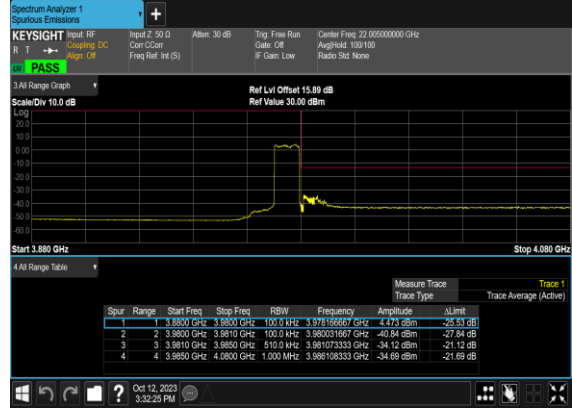 Spectrum Analyzer 1
Spurious Emissions
+
KEYSIGHT Input: RF Input Z: 50 Ω Atten: 30 dB Trig: Free Run Center Freq: 22.005000000 GHz
R T Coupling: DC Corr CCorr Gate: Off Avg|Hold: 100/100
Align: Off Freq Ref: Int (S) IF Gain: Low Radio Std: None
LW PASS
3 All Range Graph
Ref Lvl Offset 15.89 dB
Scale/Div 10.0 dB Ref Value 30.00 dBm
Log
20.0
10.0
0.00
-10.0
-20.0
-30.0
-40.0
-50.0
-60.0
Start 3.880 GHz Stop 4.080 GHz
4 All Range Table
Measure Trace Trace 1
Trace Type Trace Average (Active)
Spur Range Start Freq Stop Freq RBW Frequency Amplitude ΔLimit
1 1 3.8800 GHz 3.9800 GHz 100.0 kHz 3.978166667 GHz 4.473 dBm -25.53 dB
2 2 3.9800 GHz 3.9810 GHz 100.0 kHz 3.980031667 GHz -40.84 dBm -27.84 dB
3 3 3.9810 GHz 3.9850 GHz 510.0 kHz 3.981073333 GHz -34.12 dBm -21.12 dB
4 4 3.9850 GHz 4.0800 GHz 1.000 MHz 3.986108333 GHz -34.69 dBm -21.69 dB
? Oct 12, 2023
3:32:25 PM